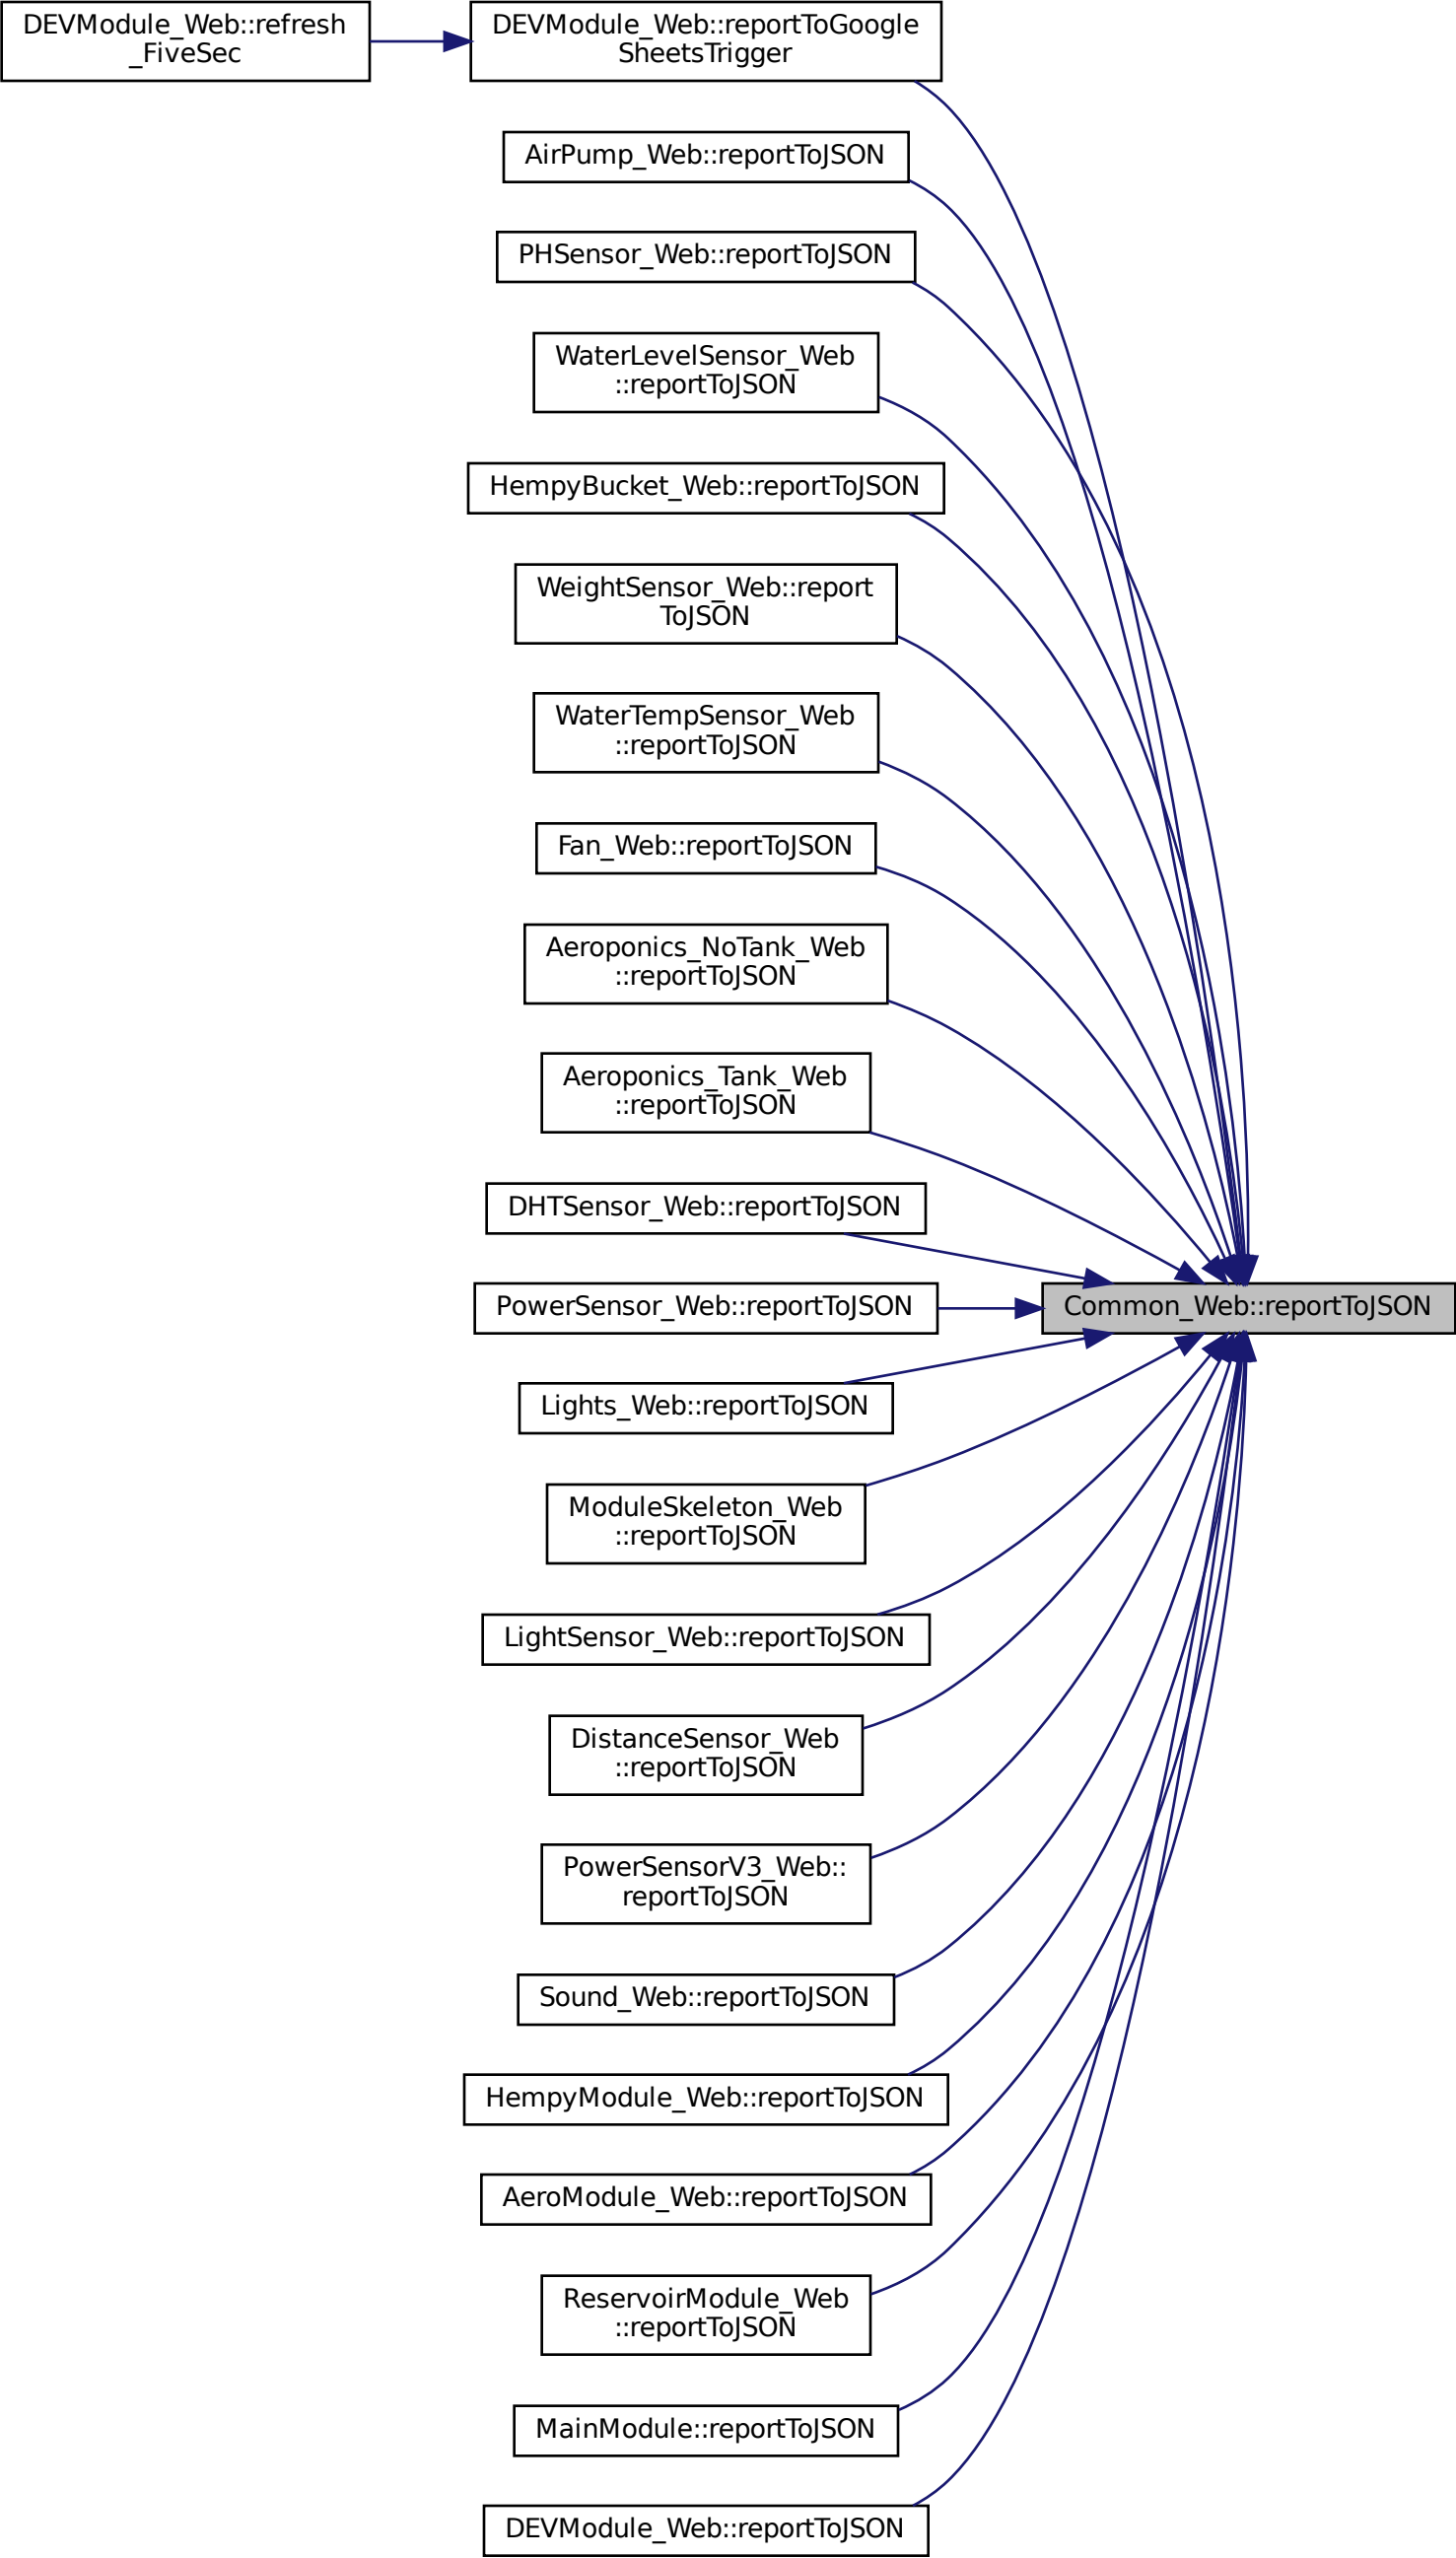 DEVModule_Web::refresh
_FiveSec
DEVModule_Web::reportToGoogle
SheetsTrigger
AirPump_Web::reportToJSON
PHSensor_Web::reportToJSON
WaterLevelSensor_Web
::reportToJSON
HempyBucket_Web::reportToJSON
WeightSensor_Web::report
ToJSON
WaterTempSensor_Web
::reportToJSON
Fan_Web::reportToJSON
Aeroponics_NoTank_Web
::reportToJSON
Aeroponics_Tank_Web
::reportToJSON
DHTSensor_Web::reportToJSON
PowerSensor_Web::reportToJSON
Common_Web::reportToJSON
Lights_Web::reportToJSON
ModuleSkeleton_Web
::reportToJSON
LightSensor_Web::reportToJSON
DistanceSensor_Web
::reportToJSON
PowerSensorV3_Web::
reportToJSON
Sound_Web::reportToJSON
HempyModule_Web::reportToJSON
AeroModule_Web::reportToJSON
ReservoirModule_Web
::reportToJSON
MainModule::reportToJSON
DEVModule_Web::reportToJSON